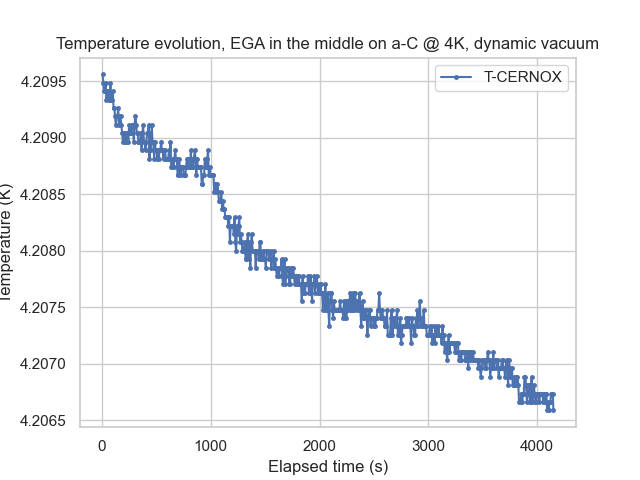 Temperature evolution, EGA in the middle on a-C @ 4K, dynamic vacuum
T-CERNOX
4.2095
4.2090
4.2085
4.2080
4.2075
4.2070
4.2065
Temperature (K)
0 1000 2000 3000 4000
Elapsed time (s)